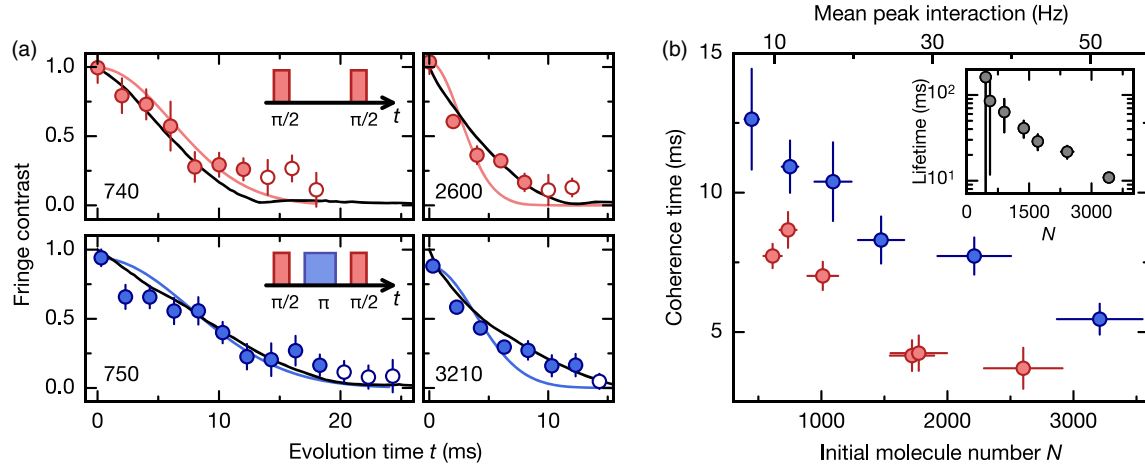 (a)
Fringe contrast
1.0
0.5
0.0
π/2
π/2
t
740
2600
1.0
0.5
0.0
π/2
π
π/2
t
750
3210
0
10
20
0
10
Evolution time t (ms)
(b)
Mean peak interaction (Hz)
10
30
50
Coherence time (ms)
15
10
5
Lifetime (ms)
10²
10¹
0
1500
3000
N
1000
2000
3000
Initial molecule number N